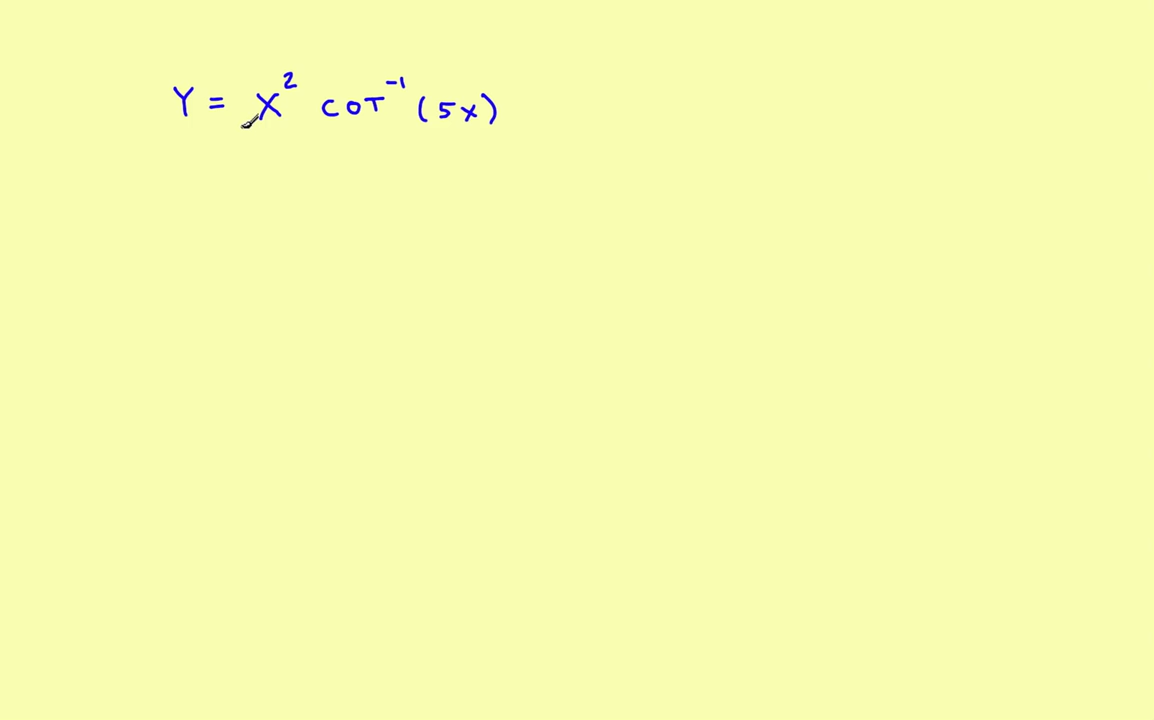 Y = X² COT⁻¹ (5x)